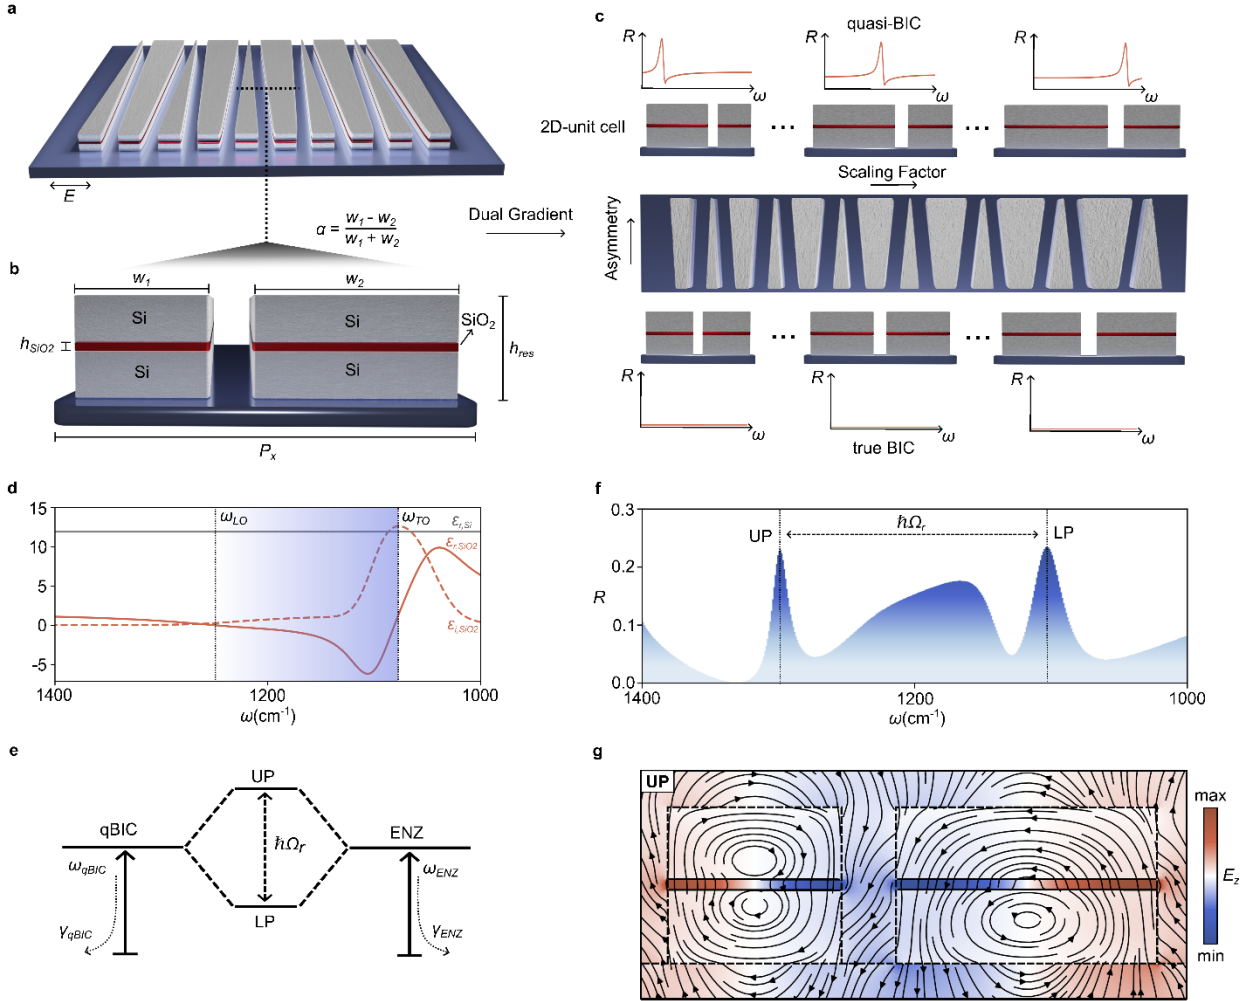 a
E
α = w1 - w2 / w1 + w2
Dual Gradient
b
w1
w2
Si
Si
SiO2
hSiO2
hres
Si
Si
Px
c
quasi-BIC
R
R
R
ω
ω
ω
2D-unit cell
...
...
Scaling Factor
Asymmetry
...
...
R
R
R
ω
ω
ω
true BIC
d
15
10
5
0
−5
ωLO
ωTO
εr,Si
εr,SiO2
εi,SiO2
1400
1200
1000
ω(cm-1)
e
UP
qBIC
ENZ
ħΩr
ωqBIC
ωENZ
LP
γqBIC
γENZ
f
0.3
0.2
0.1
0.0
R
UP
ħΩr
LP
1400
1200
1000
ω(cm-1)
g
UP
max
Ez
min